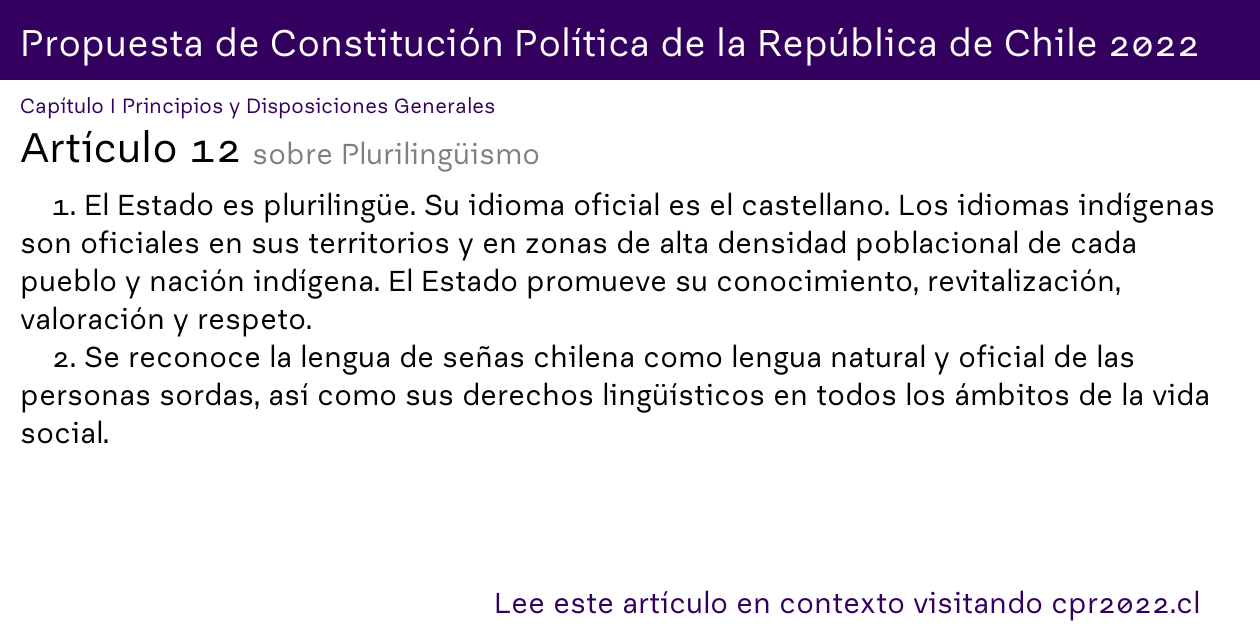 Propuesta de Constitución Política de la República de Chile 2022
Capítulo I Principios y Disposiciones Generales
Artículo 12 sobre Plurilingüismo
1. El Estado es plurilingüe. Su idioma oficial es el castellano. Los idiomas indígenas
son oficiales en sus territorios y en zonas de alta densidad poblacional de cada
pueblo y nación indígena. El Estado promueve su conocimiento, revitalización,
valoración y respeto.
2. Se reconoce la lengua de señas chilena como lengua natural y oficial de las
personas sordas, así como sus derechos lingüísticos en todos los ámbitos de la vida
social.
Lee este artículo en contexto visitando cpr2022.cl